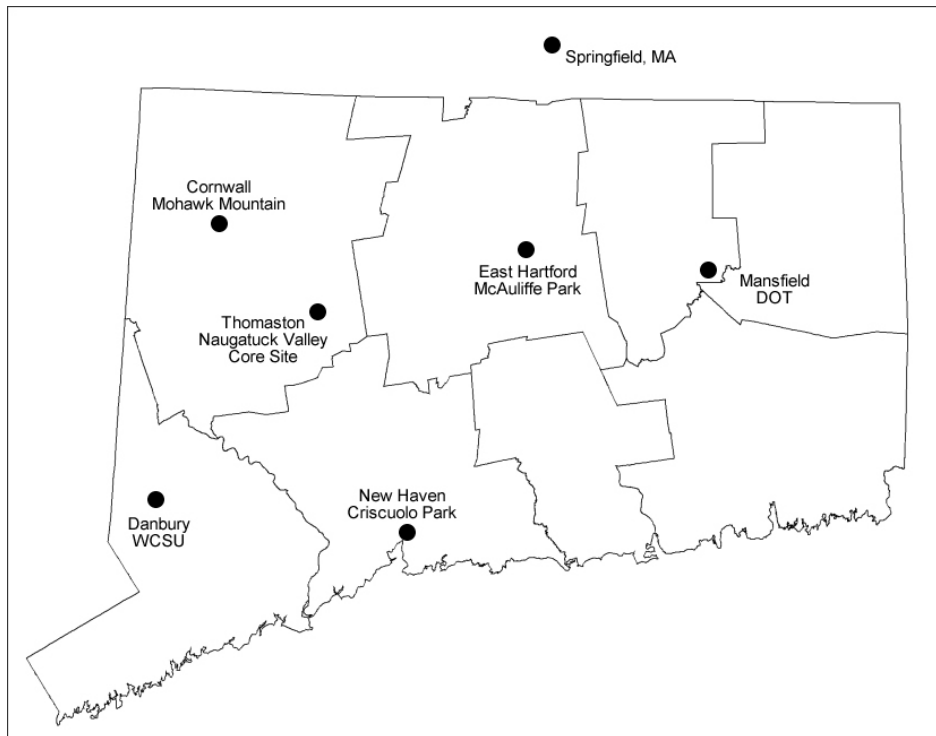 Springfield, MA
Cornwall
Mohawk Mountain
East Hartford
McAuliffe Park
Mansfield
DOT
Thomaston
Naugatuck Valley
Core Site
New Haven
Criscuolo Park
Danbury
WCSU